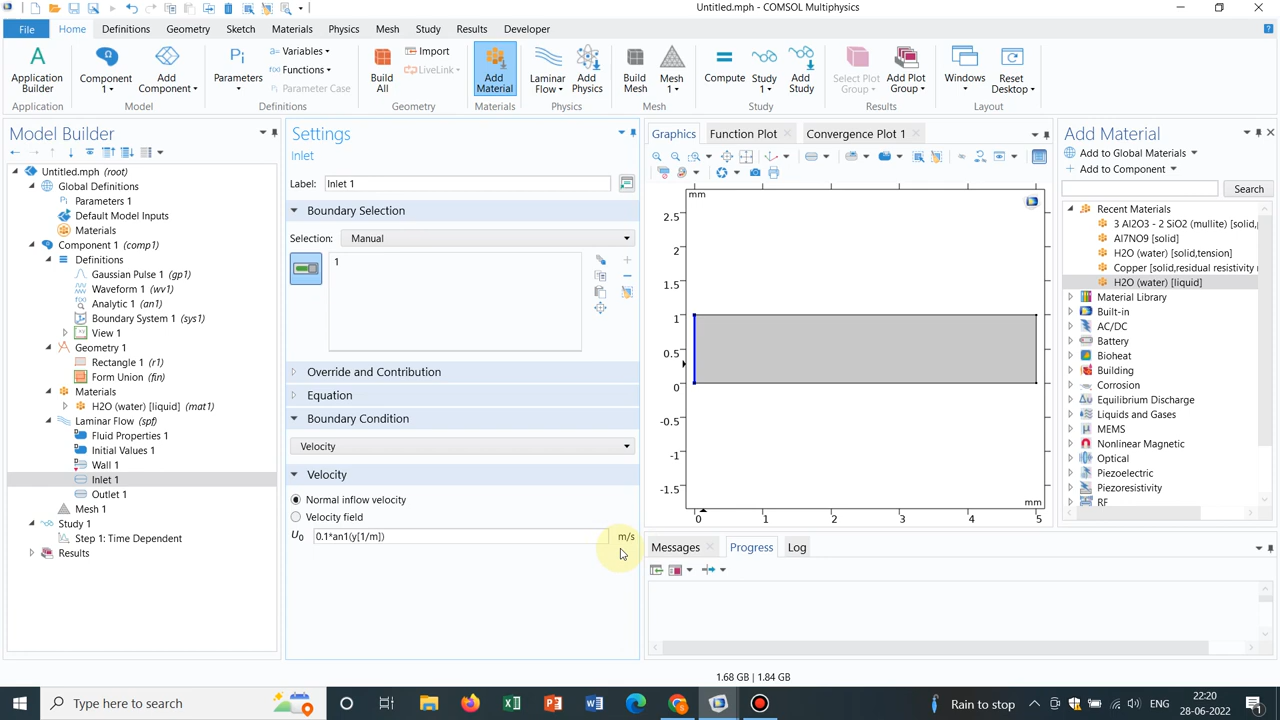 Untitled.mph - COMSOL Multiphysics
File Home Definitions Geometry Sketch Materials Physics Mesh Study Results Developer
Application Builder
Component 1
Add Component
Parameters
a= Variables
f(x) Functions
Pi Parameter Case
Build All
Import
LiveLink
Add Material
Laminar Flow
Add Physics
Build Mesh
Mesh 1
Compute
Study 1
Add Study
Select Plot Group
Add Plot Group
Windows
Reset Desktop
Application Model Definitions Geometry Materials Physics Mesh Study Results Layout
Model Builder
Untitled.mph (root)
Global Definitions
Parameters 1
Default Model Inputs
Materials
Component 1 (comp1)
Definitions
Gaussian Pulse 1 (gp1)
Waveform 1 (wv1)
Analytic 1 (an1)
Boundary System 1 (sys1)
View 1
Geometry 1
Rectangle 1 (r1)
Form Union (fin)
Materials
H2O (water) [liquid] (mat1)
Laminar Flow (spf)
Fluid Properties 1
Initial Values 1
Wall 1
Inlet 1
Outlet 1
Mesh 1
Study 1
Step 1: Time Dependent
Results
Settings
Inlet
Label: Inlet 1
Boundary Selection
Selection: Manual
1
Override and Contribution
Equation
Boundary Condition
Velocity
Velocity
Normal inflow velocity
Velocity field
U0 0.1*an1(y[1/m]) m/s
Graphics Function Plot Convergence Plot 1
mm
2.5
2
1.5
1
0.5
0
-0.5
-1
-1.5
mm
0 1 2 3 4 5
Messages Progress Log
Add Material
Add to Global Materials
+ Add to Component
Search
Recent Materials
3 Al2O3 - 2 SiO2 (mullite) [solid,
Al7NO9 [solid]
H2O (water) [solid,tension]
Copper [solid,residual resistivity
H2O (water) [liquid]
Material Library
Built-in
AC/DC
Battery
Bioheat
Building
Corrosion
Equilibrium Discharge
Liquids and Gases
MEMS
Nonlinear Magnetic
Optical
Piezoelectric
Piezoresistivity
RF
1.68 GB | 1.84 GB
Type here to search
Rain to stop
ENG
22:20
28-06-2022